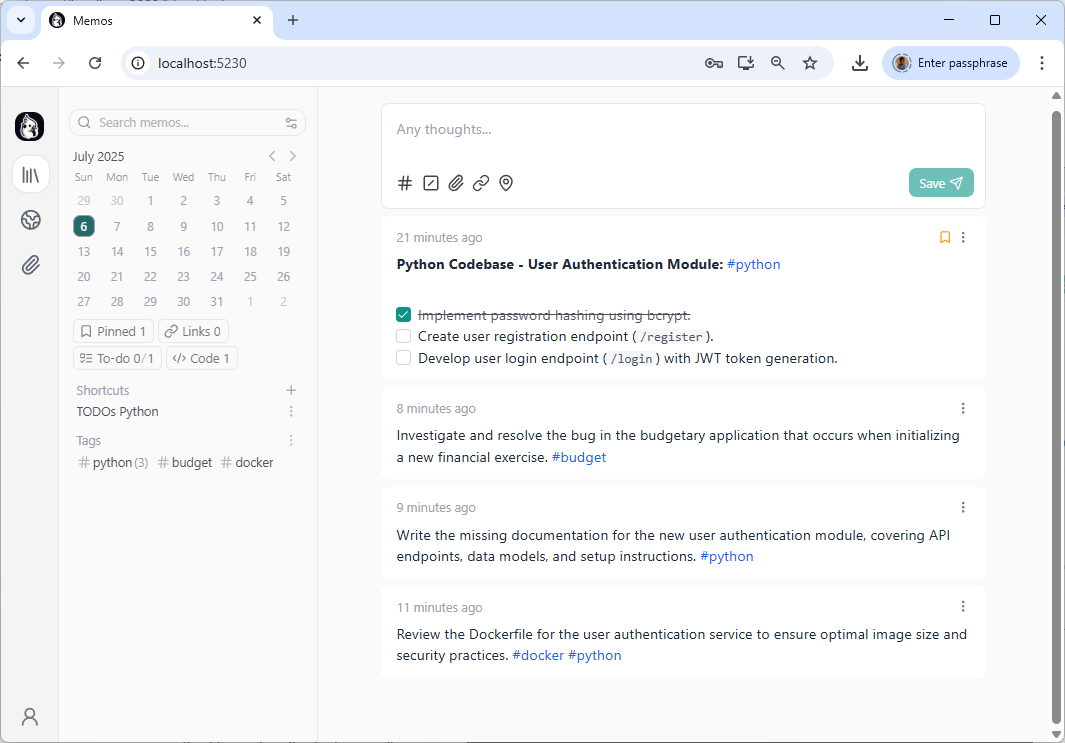 Memos
localhost:5230
Enter passphrase
Search memos...
July 2025
Sun Mon Tue Wed Thu Fri Sat
29 30 1 2 3 4 5
6 7 8 9 10 11 12
13 14 15 16 17 18 19
20 21 22 23 24 25 26
27 28 29 30 31 1 2
Pinned 1 Links 0
To-do 0/1 Code 1
Shortcuts
TODOs Python
Tags
# python (3) # budget # docker
Any thoughts...
Save
21 minutes ago
Python Codebase - User Authentication Module: #python
Implement password hashing using bcrypt.
Create user registration endpoint ( /register ).
Develop user login endpoint ( /login ) with JWT token generation.
8 minutes ago
Investigate and resolve the bug in the budgetary application that occurs when initializing
a new financial exercise. #budget
9 minutes ago
Write the missing documentation for the new user authentication module, covering API
endpoints, data models, and setup instructions. #python
11 minutes ago
Review the Dockerfile for the user authentication service to ensure optimal image size and
security practices. #docker #python